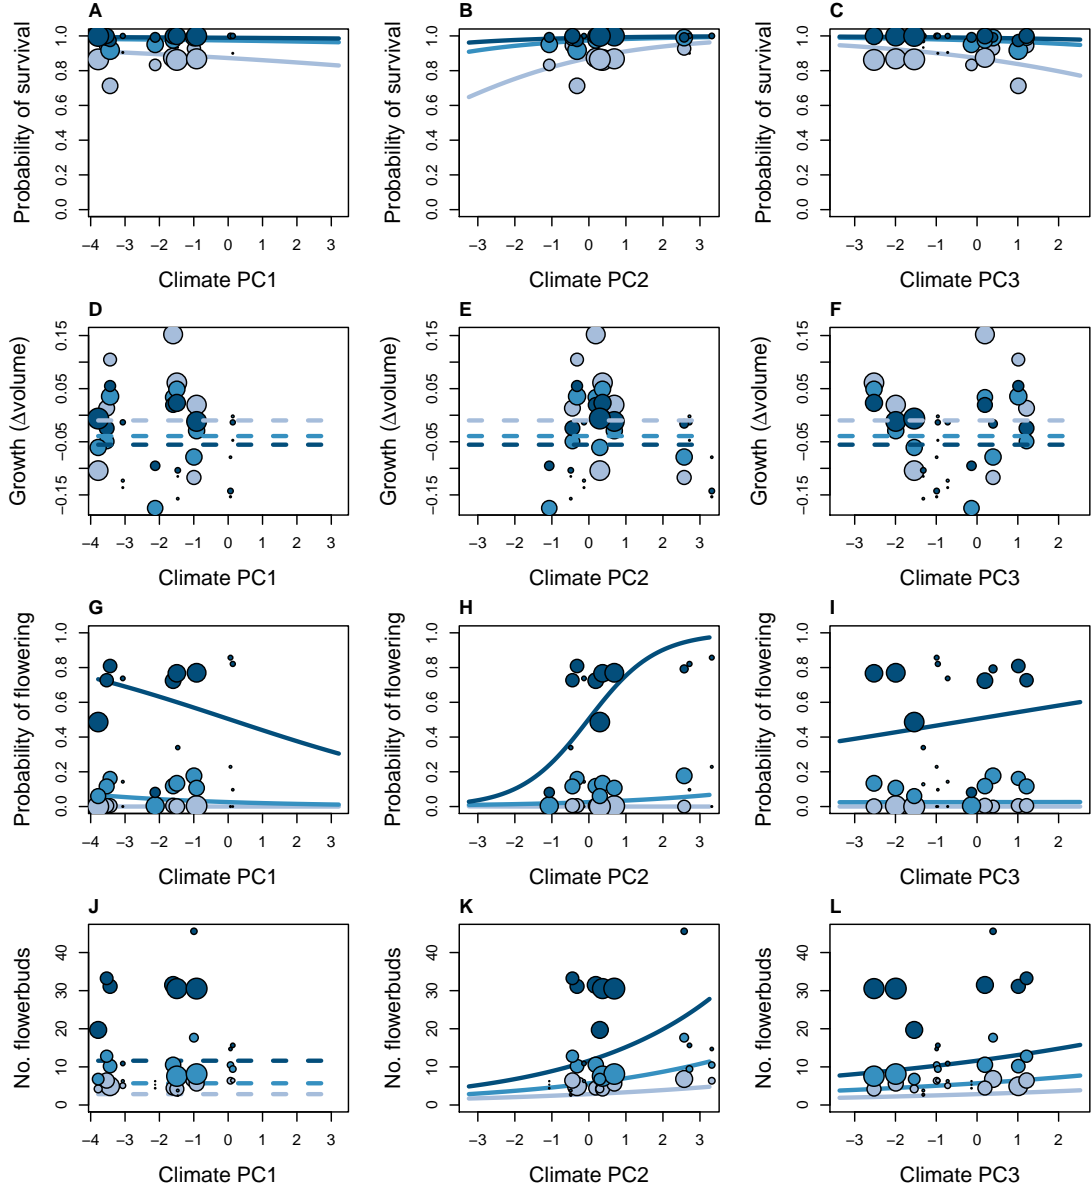 A B C
Probability of survival
0.0 0.2 0.4 0.6 0.8 1.0
−4 −3 −2 −1 0 1 2 3
Climate PC1
Probability of survival
0.0 0.2 0.4 0.6 0.8 1.0
−3 −2 −1 0 1 2 3
Climate PC2
Probability of survival
0.0 0.2 0.4 0.6 0.8 1.0
−3 −2 −1 0 1 2
Climate PC3
D E F
Growth (Δvolume)
−0.15 −0.05 0.05 0.15
−4 −3 −2 −1 0 1 2 3
Climate PC1
Growth (Δvolume)
−0.15 −0.05 0.05 0.15
−3 −2 −1 0 1 2 3
Climate PC2
Growth (Δvolume)
−0.15 −0.05 0.05 0.15
−3 −2 −1 0 1 2
Climate PC3
G H I
Probability of flowering
0.0 0.2 0.4 0.6 0.8 1.0
−4 −3 −2 −1 0 1 2 3
Climate PC1
Probability of flowering
0.0 0.2 0.4 0.6 0.8 1.0
−3 −2 −1 0 1 2 3
Climate PC2
Probability of flowering
0.0 0.2 0.4 0.6 0.8 1.0
−3 −2 −1 0 1 2
Climate PC3
J K L
No. flowerbuds
0 10 20 30 40
−4 −3 −2 −1 0 1 2 3
Climate PC1
No. flowerbuds
0 10 20 30 40
−3 −2 −1 0 1 2 3
Climate PC2
No. flowerbuds
0 10 20 30 40
−3 −2 −1 0 1 2
Climate PC3